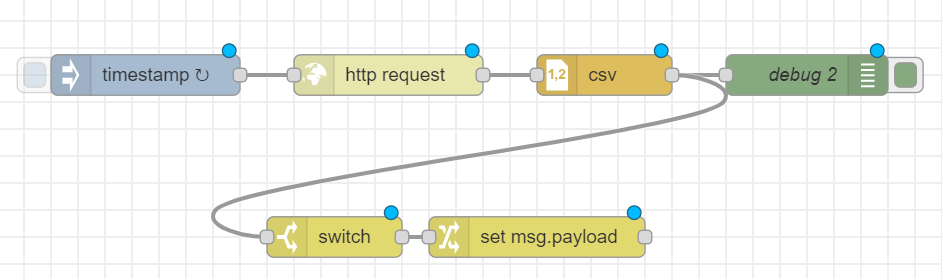 timestamp ↻
http request
1,2
csv
debug 2
switch
set msg.payload